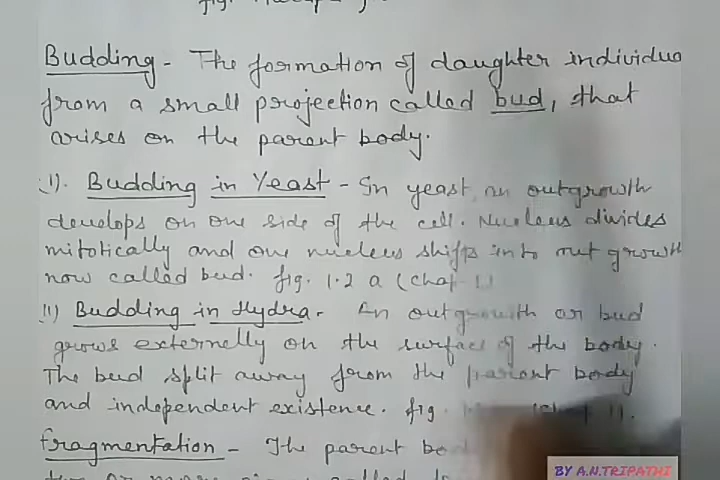 Budding - The formation of daughter individua
from a small projection called bud, that
arises on the parent body.
i). Budding in Yeast - In yeast, an outgrowth
develops on one side of the cell. Nucleus divides
mitotically and one nucleus shifts into out growth
now called bud. fig. 1.2 a (chap 1)
ii) Budding in Hydra - An outgrowth or bud
grows externally on the surface of the body.
The bud split away from the parient body
and independent existence. fig.
fragmentation - The parent
BY A.N.TRIPATHI